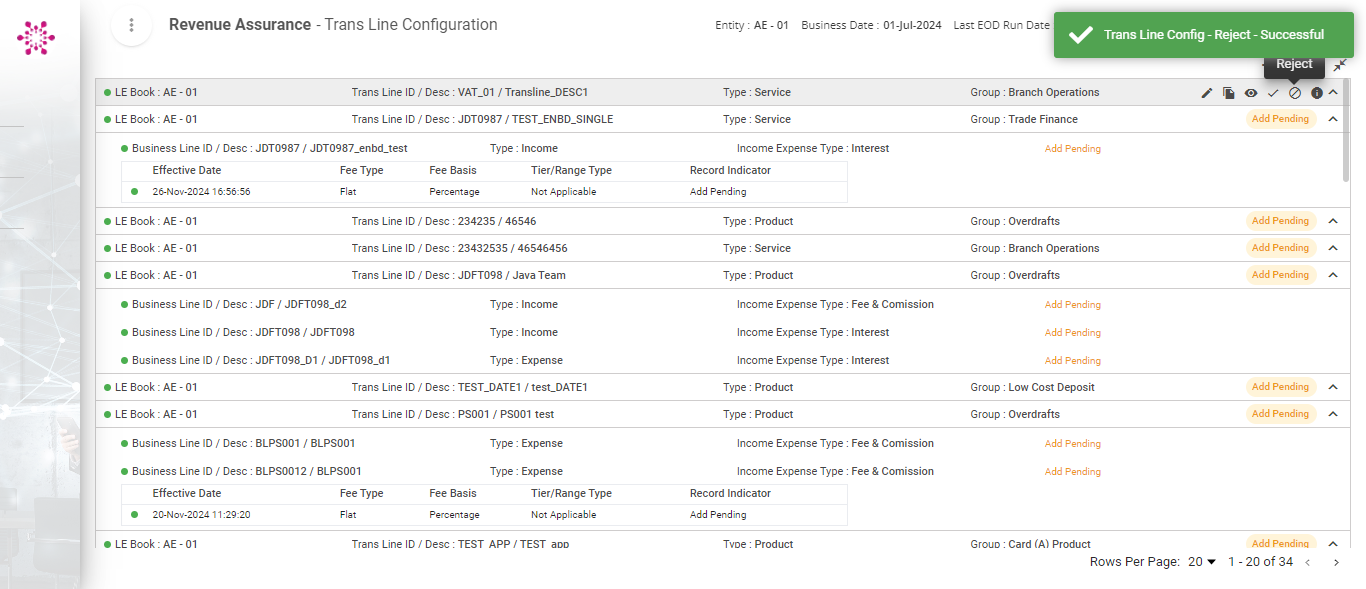 Revenue Assurance - Trans Line Configuration
Entity : AE - 01 Business Date : 01-Jul-2024 Last EOD Run Date
Trans Line Config - Reject - Successful
Reject
LE Book : AE - 01 Trans Line ID / Desc : VAT_01 / Transline_DESC1 Type : Service Group : Branch Operations
LE Book : AE - 01 Trans Line ID / Desc : JDT0987 / TEST_ENBD_SINGLE Type : Service Group : Trade Finance Add Pending
Business Line ID / Desc : JDT0987 / JDT0987_enbd_test Type : Income Income Expense Type : Interest Add Pending
Effective Date Fee Type Fee Basis Tier/Range Type Record Indicator
26-Nov-2024 16:56:56 Flat Percentage Not Applicable Add Pending
LE Book : AE - 01 Trans Line ID / Desc : 234235 / 46546 Type : Product Group : Overdrafts Add Pending
LE Book : AE - 01 Trans Line ID / Desc : 23432535 / 46546456 Type : Service Group : Branch Operations Add Pending
LE Book : AE - 01 Trans Line ID / Desc : JDFT098 / Java Team Type : Product Group : Overdrafts Add Pending
Business Line ID / Desc : JDF / JDFT098_d2 Type : Income Income Expense Type : Fee & Comission Add Pending
Business Line ID / Desc : JDFT098 / JDFT098 Type : Income Income Expense Type : Interest Add Pending
Business Line ID / Desc : JDFT098_D1 / JDFT098_d1 Type : Expense Income Expense Type : Interest Add Pending
LE Book : AE - 01 Trans Line ID / Desc : TEST_DATE1 / test_DATE1 Type : Product Group : Low Cost Deposit Add Pending
LE Book : AE - 01 Trans Line ID / Desc : PS001 / PS001 test Type : Product Group : Overdrafts Add Pending
Business Line ID / Desc : BLPS001 / BLPS001 Type : Expense Income Expense Type : Fee & Comission Add Pending
Business Line ID / Desc : BLPS0012 / BLPS001 Type : Expense Income Expense Type : Fee & Comission Add Pending
Effective Date Fee Type Fee Basis Tier/Range Type Record Indicator
20-Nov-2024 11:29:20 Flat Percentage Not Applicable Add Pending
LE Book : AE - 01 Trans Line ID / Desc : TEST_APP / TEST_app Type : Product Group : Card (A) Product Add Pending
Rows Per Page: 20 1 - 20 of 34